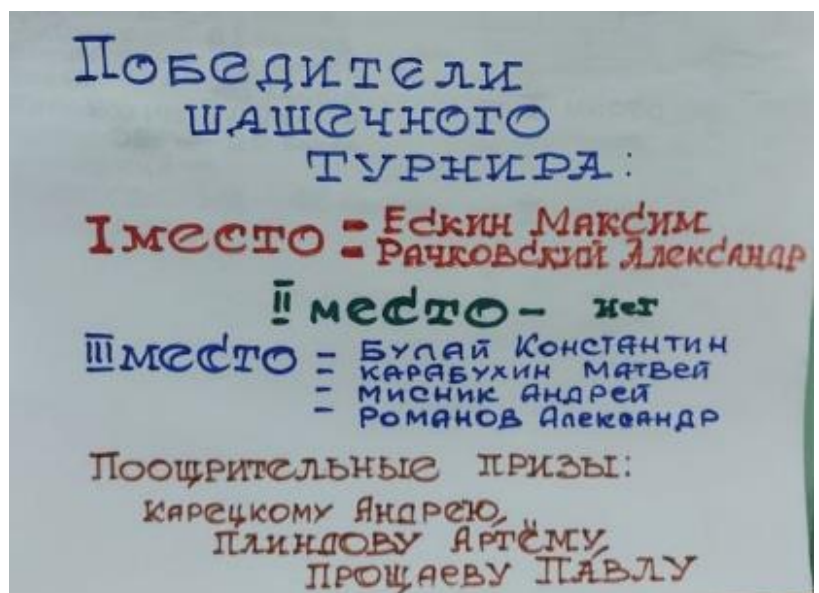 Победители
шашечного
турнира:
I место - Ескин Максим
- Рачковский Александр
II место - нет
III место - Булай Константин
- Карабухин Матвей
- Мисник Андрей
- Романов Александр
Поощрительные призы:
Карецкому Андрею,
Плиндову Артёму,
Прощаеву Павлу